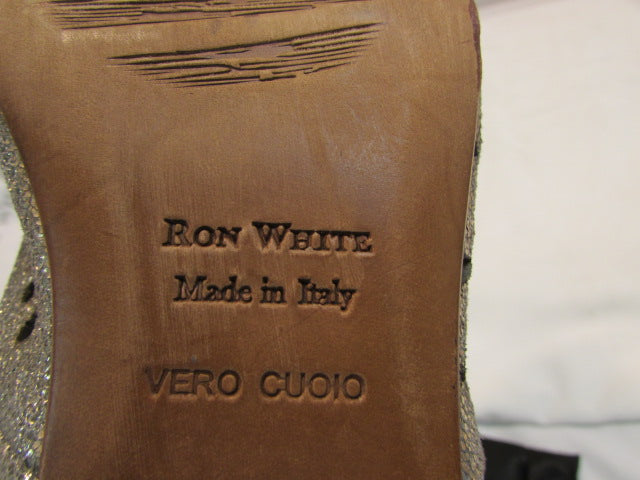 RON WHITE
Made in Italy
VERO CUOIO